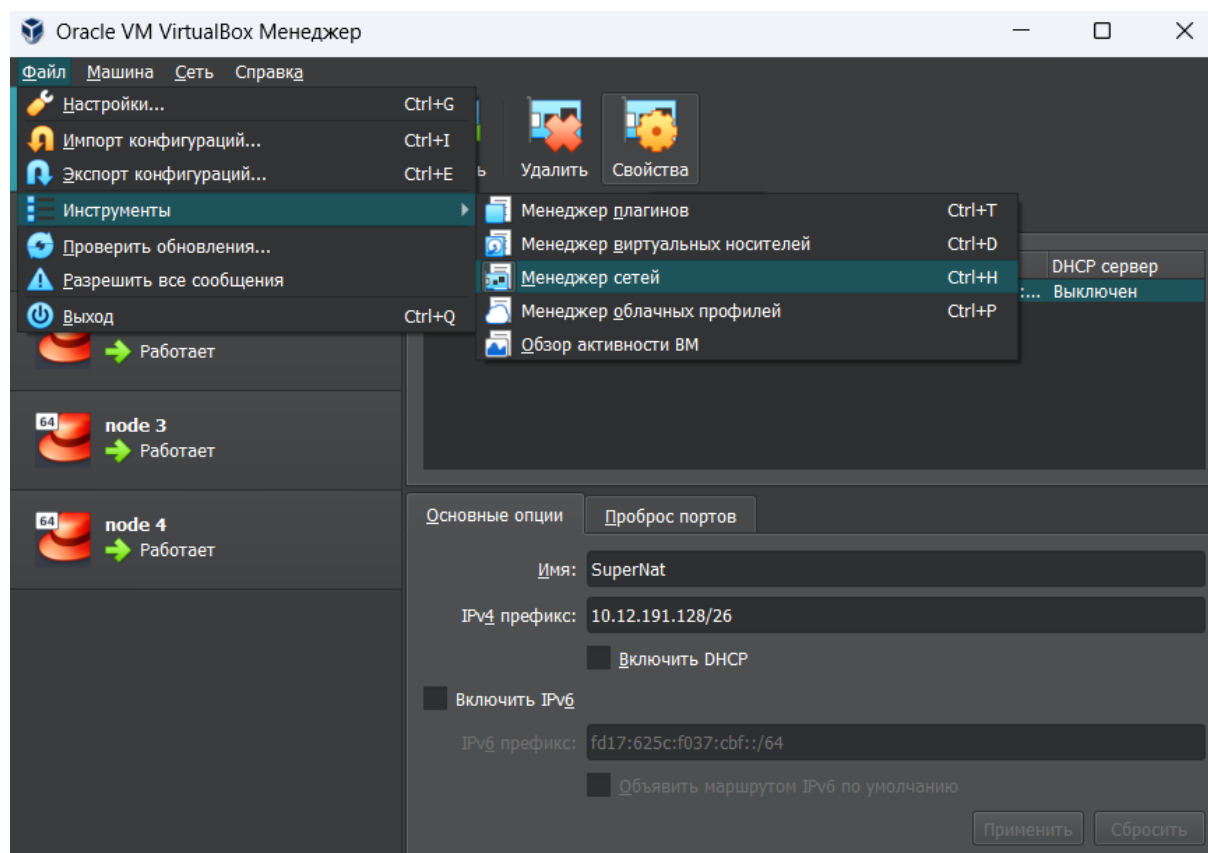 Oracle VM VirtualBox Менеджер
Файл Машина Сеть Справка
Настройки... Ctrl+G
Импорт конфигураций... Ctrl+I
Экспорт конфигураций... Ctrl+E
ь Удалить Свойства
Инструменты
Проверить обновления...
Разрешить все сообщения
Выход Ctrl+Q
Менеджер плагинов Ctrl+T
Менеджер виртуальных носителей Ctrl+D
Менеджер сетей Ctrl+H
Менеджер облачных профилей Ctrl+P
Обзор активности ВМ
DHCP сервер
:... Выключен
Работает
64 node 3
Работает
64 node 4
Работает
Основные опции Проброс портов
Имя: SuperNat
IPv4 префикс: 10.12.191.128/26
Включить DHCP
Включить IPv6
IPv6 префикс: fd17:625c:f037:cbf::/64
Объявить маршрутом IPv6 по умолчанию
Применить Сбросить